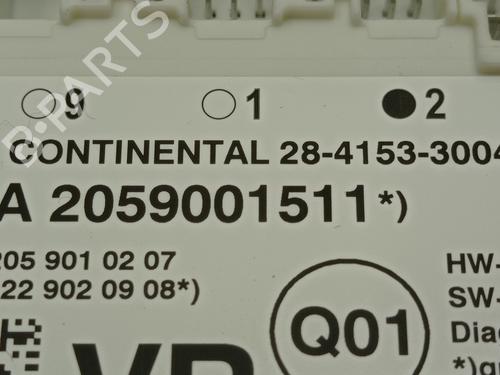 9 1 2
CONTINENTAL 28-4153-3004
A 2059001511*)
205 901 02 07
22 902 09 08*)
HW-
SW-
Q01
Diag
*)
B-PARTS